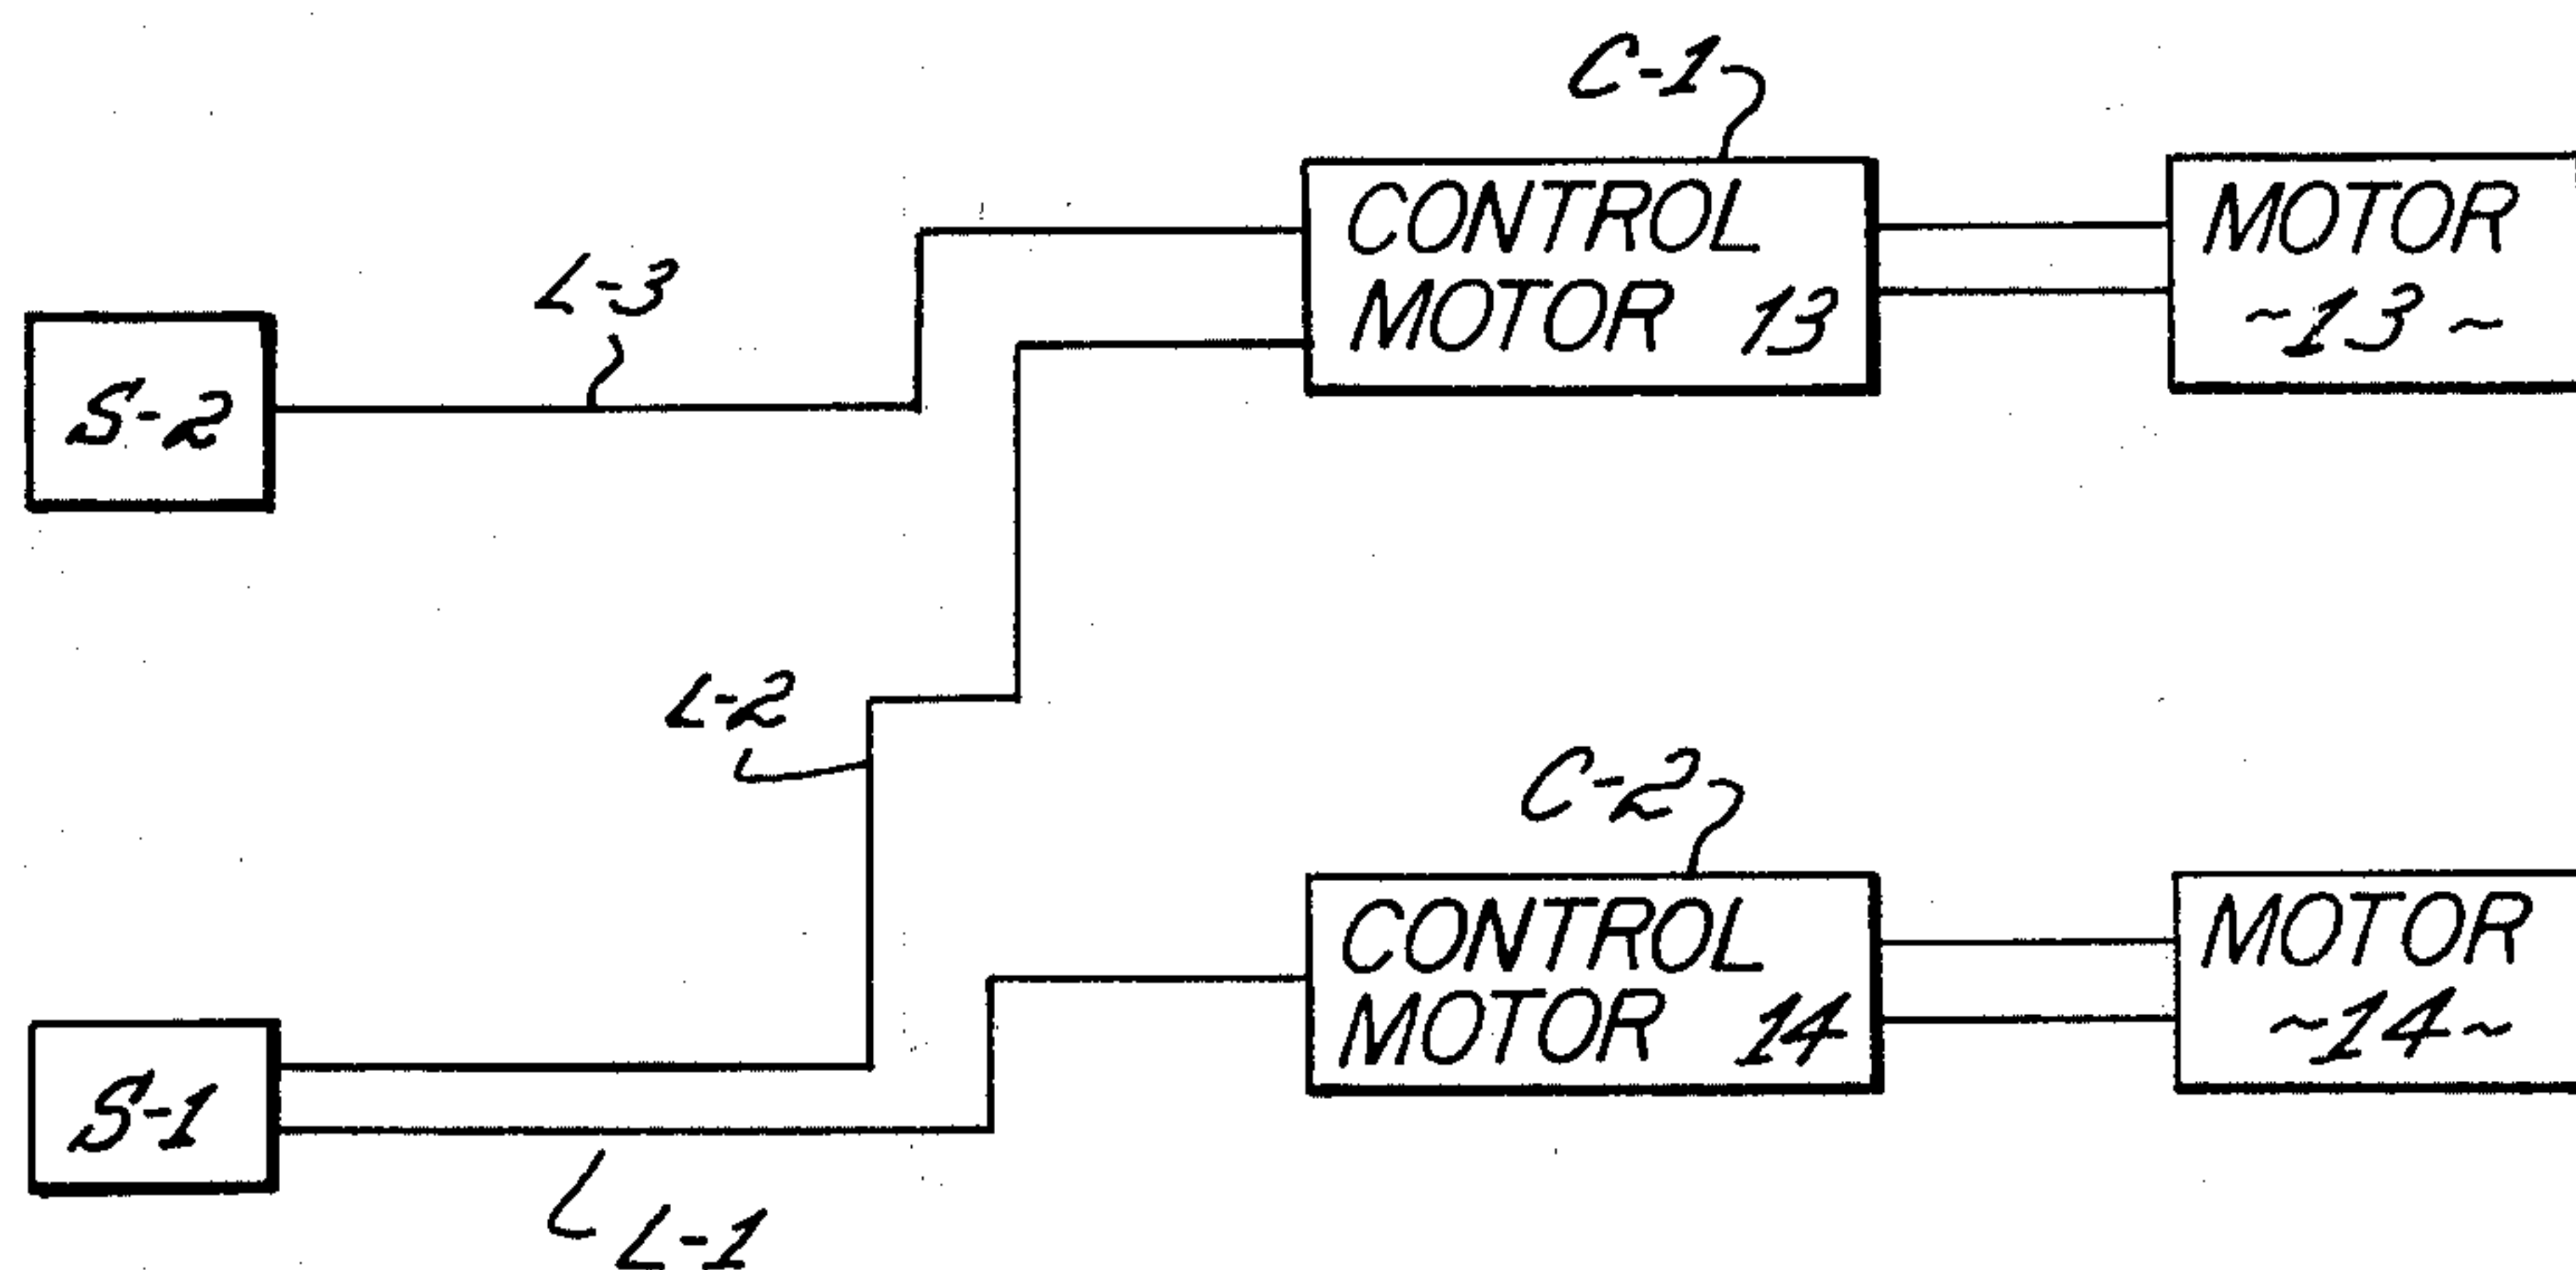 C-1
CONTROL
MOTOR 13
MOTOR
~13~
L-3
S-2
L-2
C-2
CONTROL
MOTOR 14
MOTOR
~14~
S-1
L-1